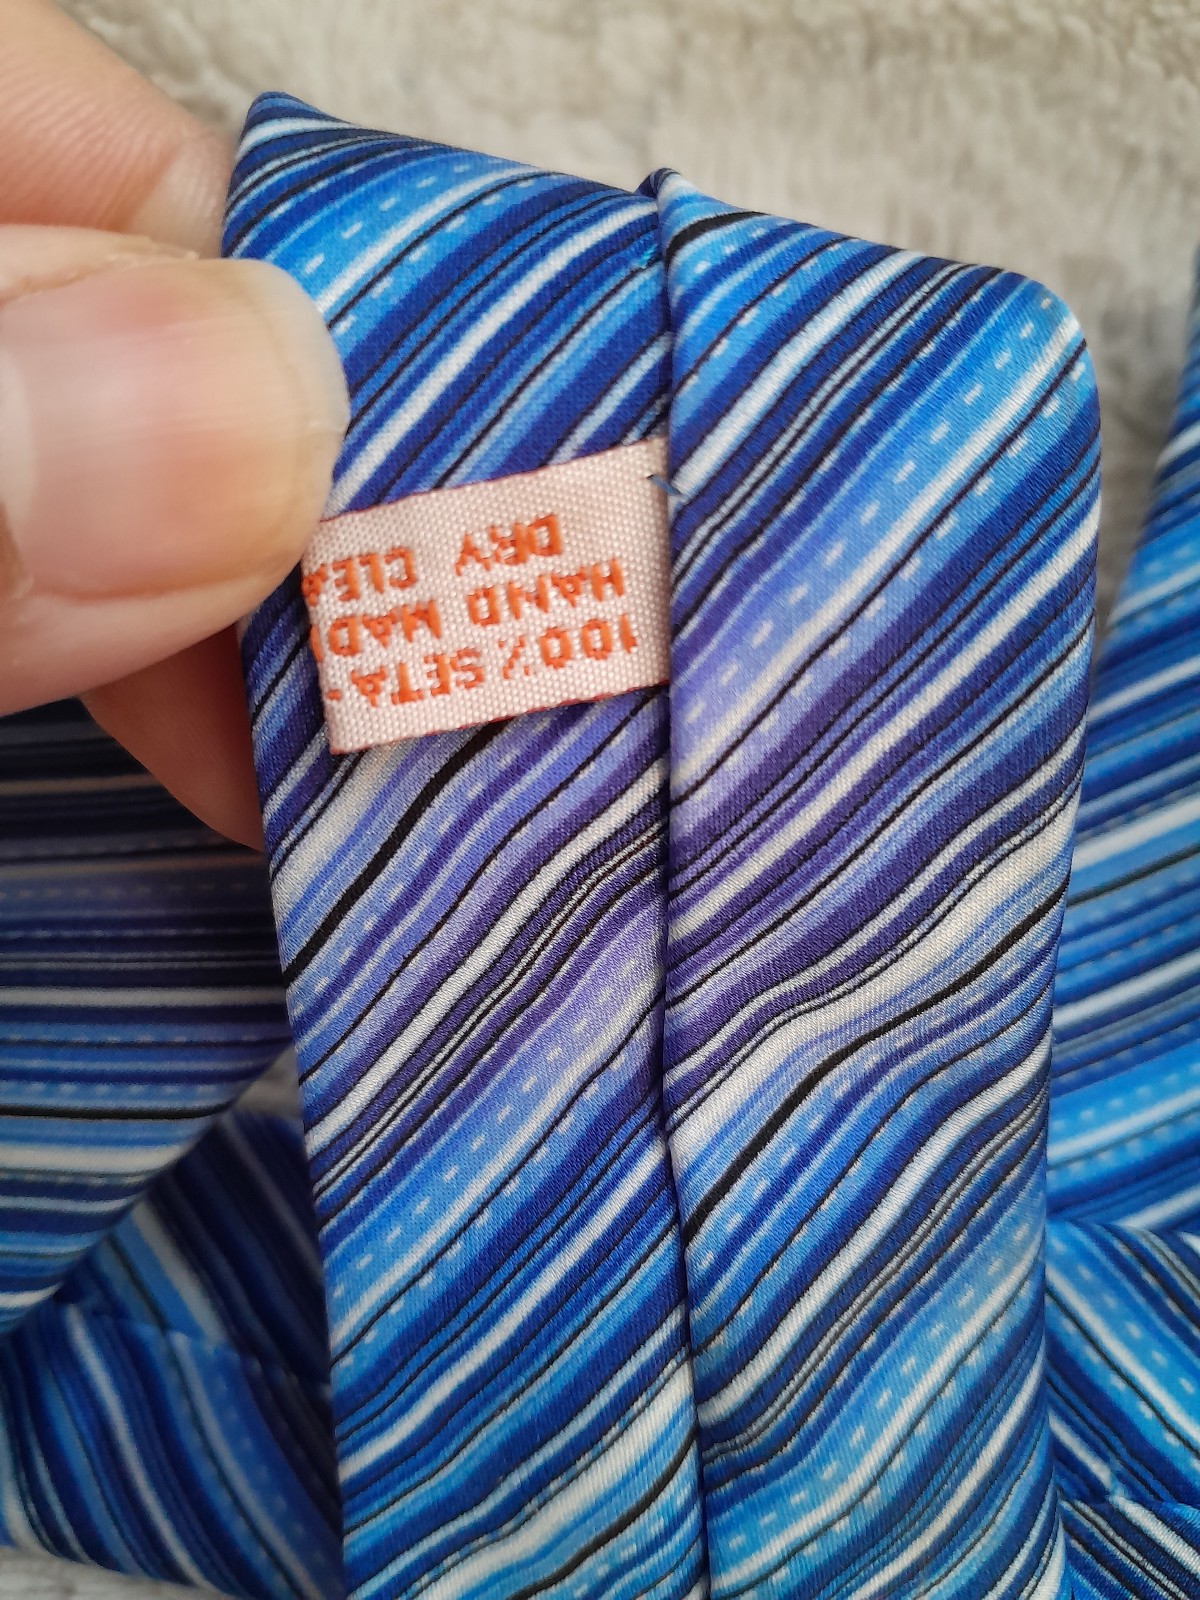 100% SETA -
HAND MAD
DRY CLEA